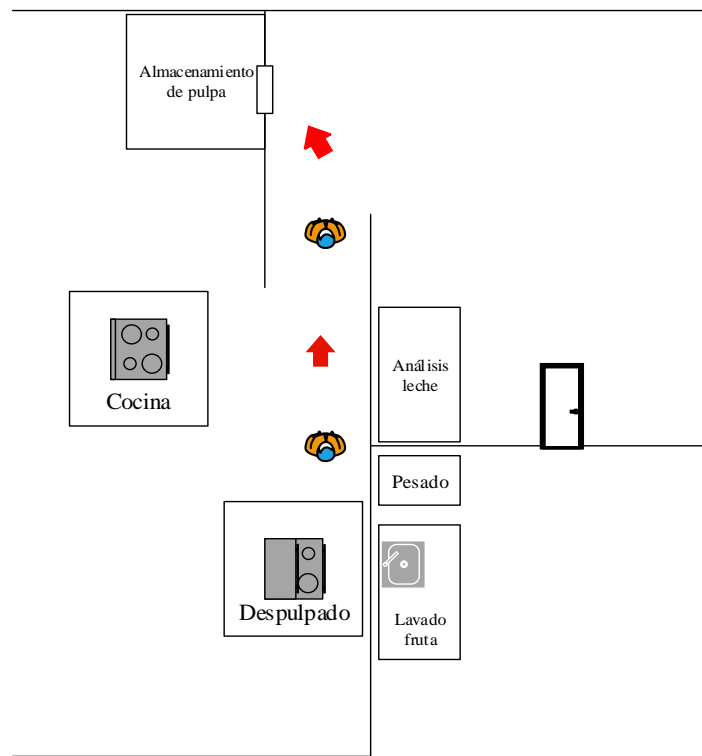 Almacenamiento
de pulpa
Análisis
leche
Cocina
Pesado
Despulpado
Lavado
fruta